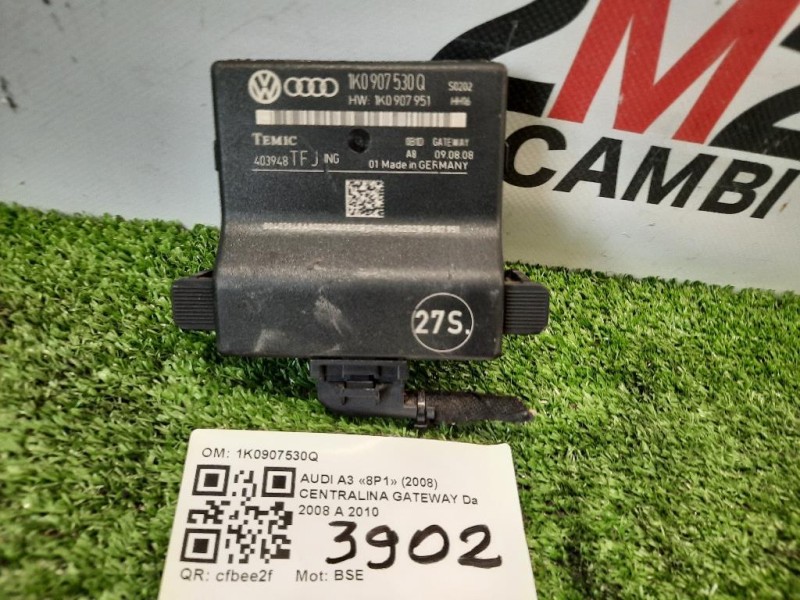 2M2
CAMBI
1K0 907 530 Q
S0202
HW: 1K0 907 951
HH16
TEMIC
GATEWAY
A8 09.08.08
403948 TFJ ING
01 Made in GERMANY
27S.
OM: 1K0907530Q
AUDI A3 «8P1» (2008)
CENTRALINA GATEWAY Da
2008 A 2010
3902
QR: cfbee2f Mot: BSE